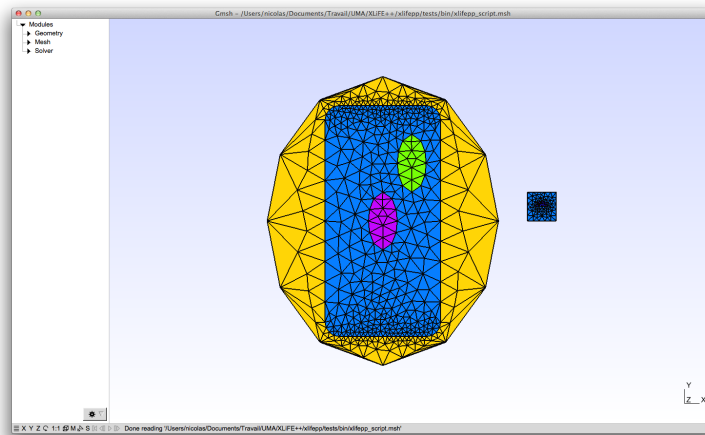 Gmsh - /Users/nicolas/Documents/Travail/UMA/XLiFE++/xlifepp/tests/bin/xlifepp_script.msh
Modules
Geometry
Mesh
Solver
Y
Z X
X Y Z 1:1 M S Done reading '/Users/nicolas/Documents/Travail/UMA/XLiFE++/xlifepp/tests/bin/xlifepp_script.msh'